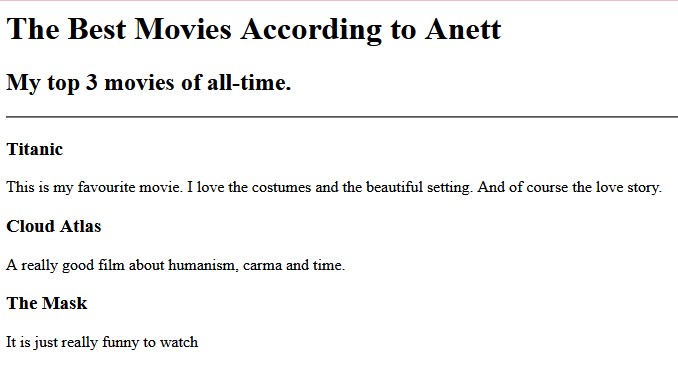 The Best Movies According to Anett
My top 3 movies of all-time.
Titanic
This is my favourite movie. I love the costumes and the beautiful setting. And of course the love story.
Cloud Atlas
A really good film about humanism, carma and time.
The Mask
It is just really funny to watch